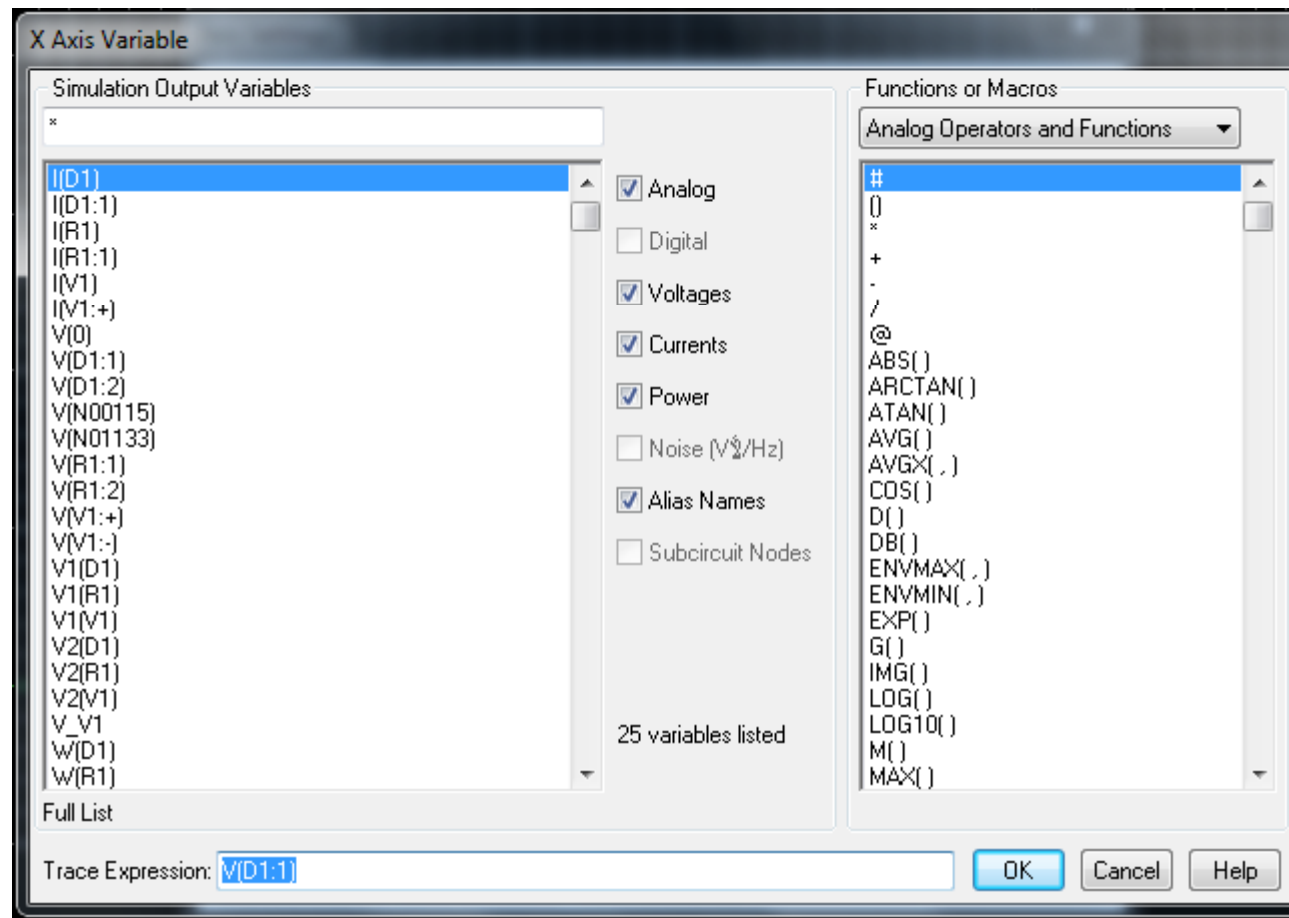 X Axis Variable
Simulation Output Variables
*
I(D1)
I(D1:1)
I(R1)
I(R1:1)
I(V1)
I(V1:+)
V(0)
V(D1:1)
V(D1:2)
V(N00115)
V(N01133)
V(R1:1)
V(R1:2)
V(V1:+)
V(V1:-)
V1(D1)
V1(R1)
V1(V1)
V2(D1)
V2(R1)
V2(V1)
V_V1
W(D1)
W(R1)
Full List
Analog
Digital
Voltages
Currents
Power
Noise (V²/Hz)
Alias Names
Subcircuit Nodes
25 variables listed
Functions or Macros
Analog Operators and Functions
#
()
*
+
-
/
@
ABS( )
ARCTAN( )
ATAN( )
AVG( )
AVGX( , )
COS( )
D( )
DB( )
ENVMAX( , )
ENVMIN( , )
EXP( )
G( )
IMG( )
LOG( )
LOG10( )
M( )
MAX( )
Trace Expression: V(D1:1)
OK
Cancel
Help